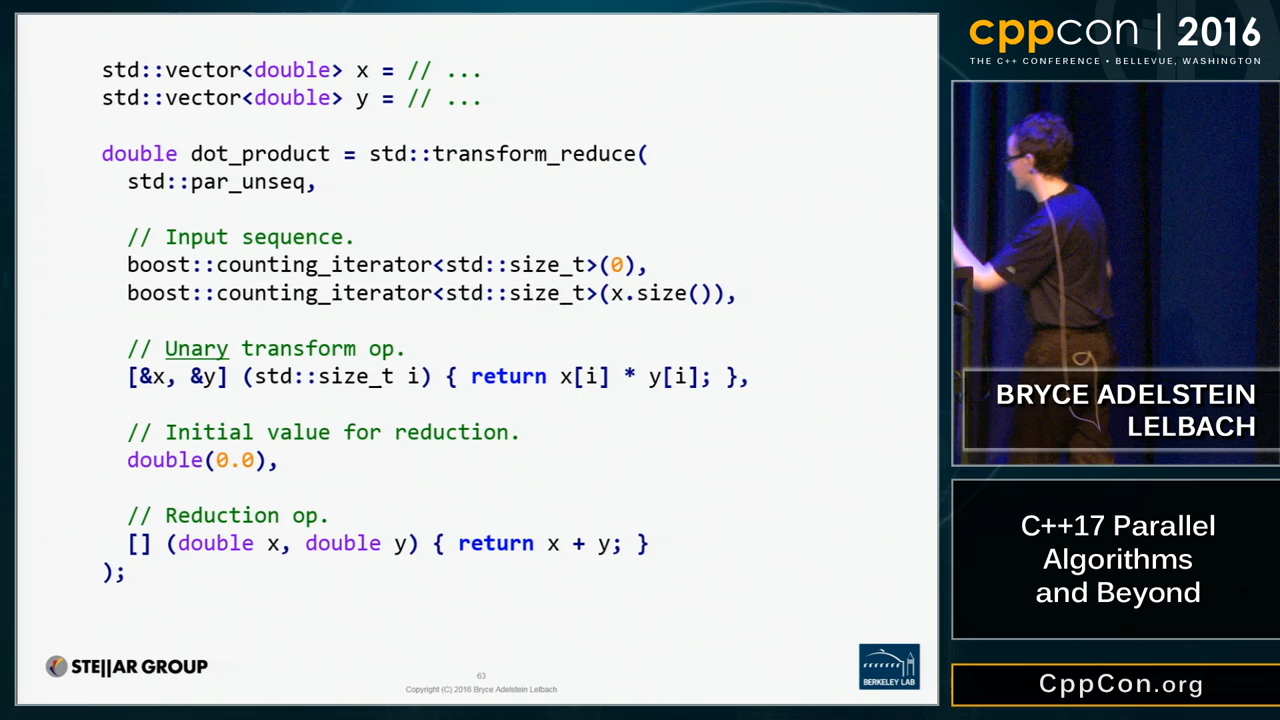 std::vector<double> x = // ...
std::vector<double> y = // ...
double dot_product = std::transform_reduce(
std::par_unseq,
// Input sequence.
boost::counting_iterator<std::size_t>(0),
boost::counting_iterator<std::size_t>(x.size()),
// Unary transform op.
[&x, &y] (std::size_t i) { return x[i] * y[i]; },
// Initial value for reduction.
double(0.0),
// Reduction op.
[] (double x, double y) { return x + y; }
);
STE||AR GROUP
63
Copyright (C) 2016 Bryce Adelstein Lelbach
BERKELEY LAB
cppcon | 2016
THE C++ CONFERENCE • BELLEVUE, WASHINGTON
BRYCE ADELSTEIN
LELBACH
C++17 Parallel
Algorithms
and Beyond
CppCon.org